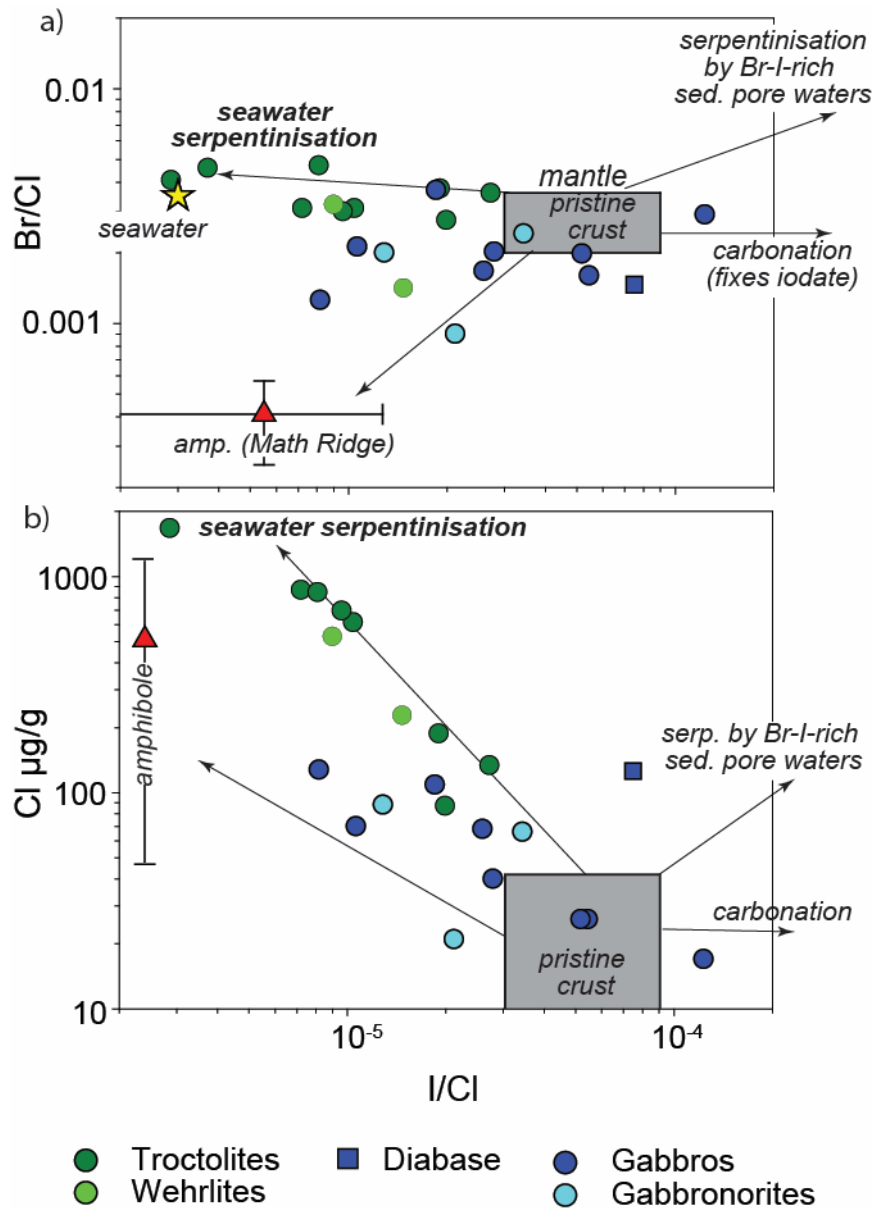 a)
0.01
0.001
Br/Cl
serpentinisation
by Br-I-rich
sed. pore waters
seawater
serpentinisation
mantle
pristine
crust
seawater
carbonation
(fixes iodate)
amp. (Math Ridge)
b)
seawater serpentinisation
1000
100
10
Cl µg/g
amphibole
serp. by Br-I-rich
sed. pore waters
carbonation
pristine
crust
10-5
10-4
I/Cl
Troctolites
Diabase
Gabbros
Wehrlites
Gabbronorites